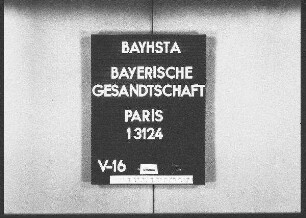 BAYHSTA
BAYERISCHE
GESANDTSCHAFT
PARIS
13124
V-16